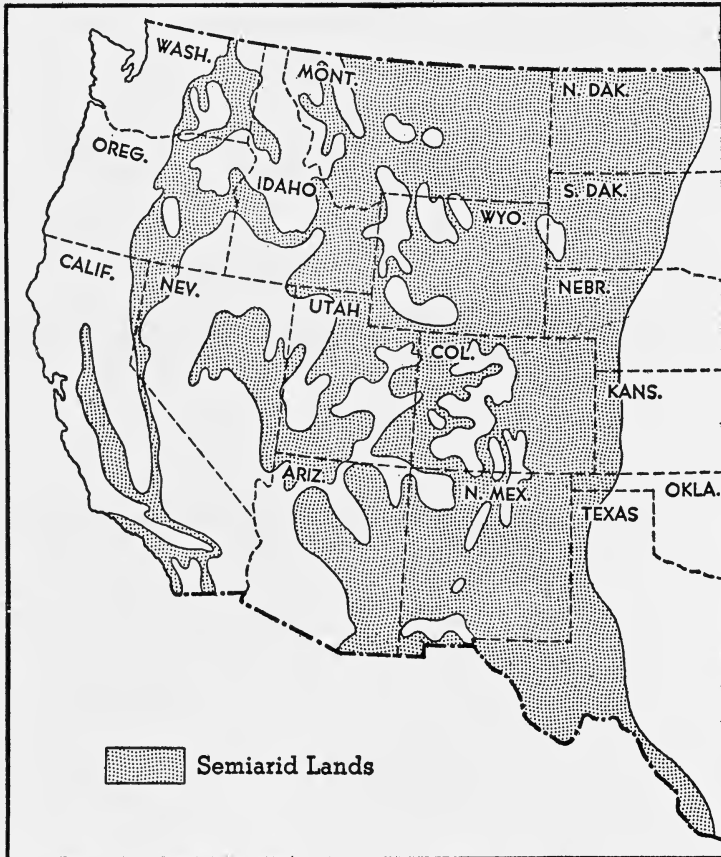 WASH.
MONT.
N. DAK.
OREG.
IDAHO
S. DAK.
WYO.
CALIF.
NEV.
NEBR.
UTAH
COL.
KANS.
ARIZ.
N. MEX
OKLA.
TEXAS
Semiarid Lands